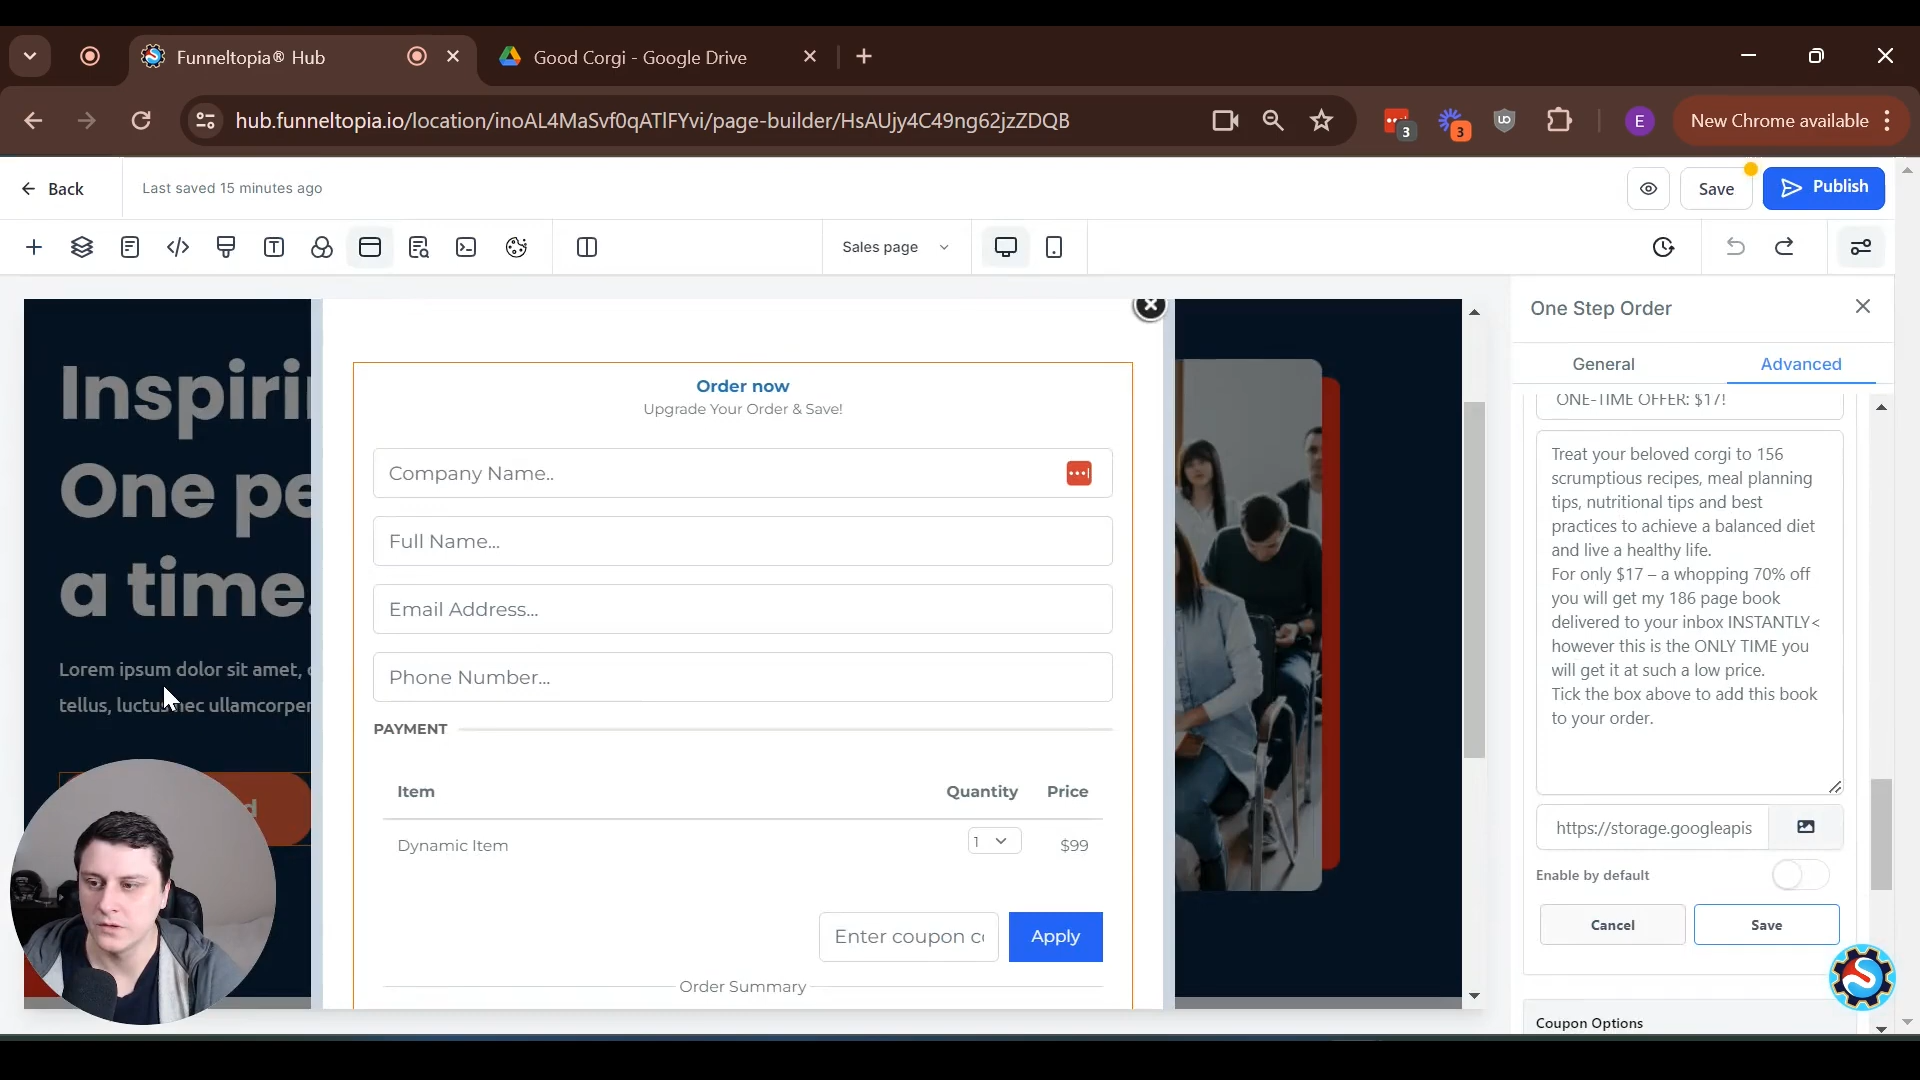 Funneltopia® Hub
Good Corgi - Google Drive
hub.funneltopia.io/location/inoAL4MaSvf0qATlFYvi/page-builder/HsAUjy4C49ng62jzZDQB
3
3
UD
E
New Chrome available
Back
Last saved 15 minutes ago
Save
Publish
Sales page
Inspiri
One pe
a time.
Lorem ipsum dolor sit amet, c
tellus, luctus nec ullamcorper
d
Order now
Upgrade Your Order & Save!
Company Name..
Full Name...
Email Address...
Phone Number...
PAYMENT
Item Quantity Price
Dynamic Item 1 $99
Enter coupon c
Apply
Order Summary
One Step Order
General
Advanced
ONE-TIME OFFER: $17!
Treat your beloved corgi to 156
scrumptious recipes, meal planning
tips, nutritional tips and best
practices to achieve a balanced diet
and live a healthy life.
For only $17 – a whopping 70% off
you will get my 186 page book
delivered to your inbox INSTANTLY<
however this is the ONLY TIME you
will get it at such a low price.
Tick the box above to add this book
to your order.
https://storage.googleapis
Enable by default
Cancel
Save
Coupon Options